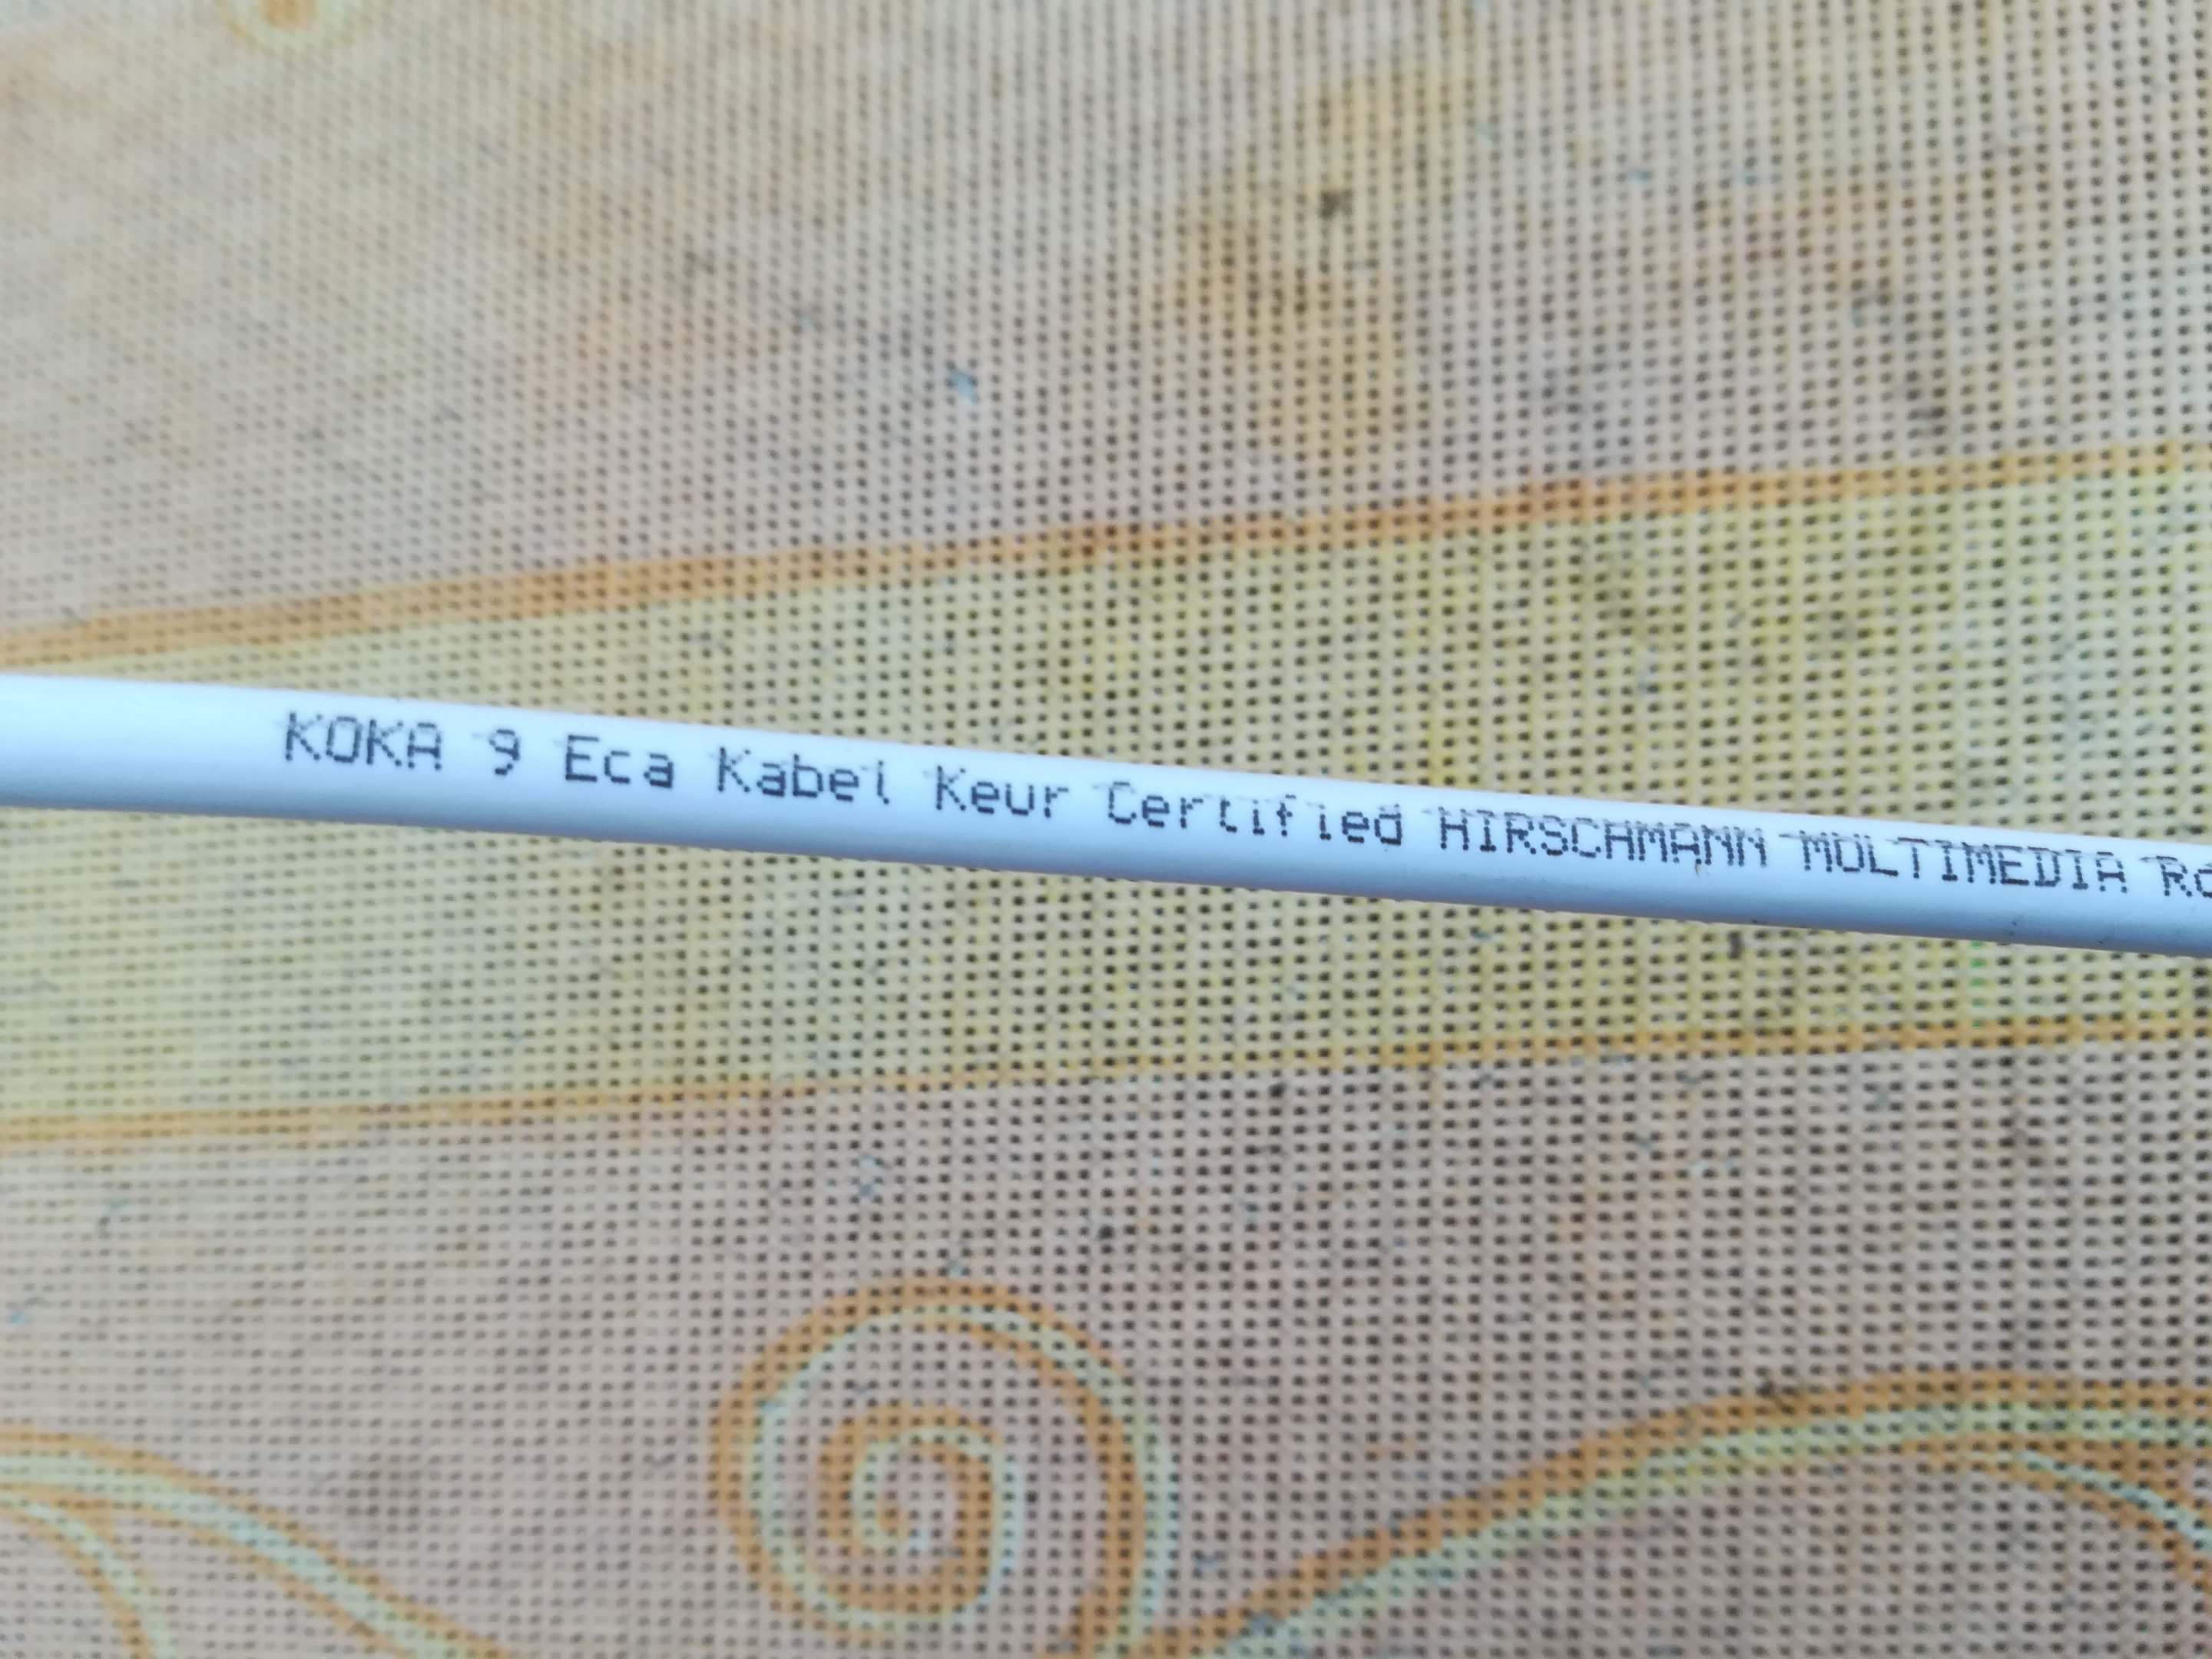 KOKA 9 Eca Kabel Keur Certified HIRSCHMANN MULTIMEDIA